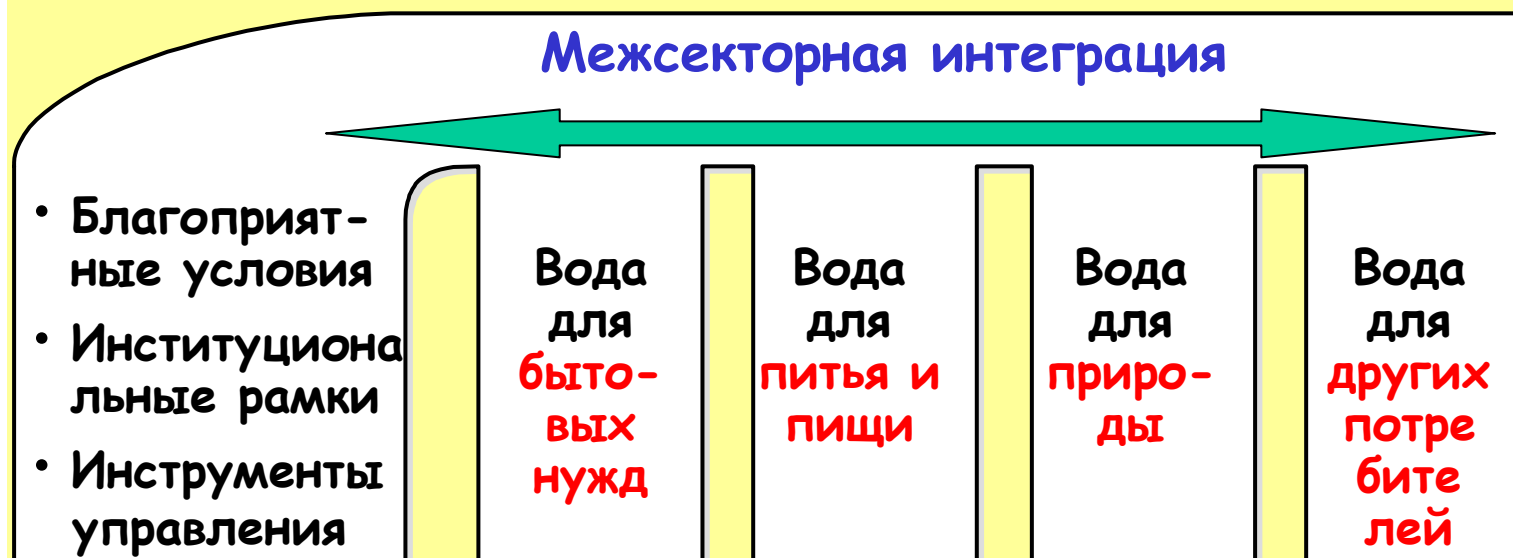 Межсекторная интеграция
• Благоприят-
ные условия
• Институциона
льные рамки
• Инструменты
управления
Вода
для
быто-
вых
нужд
Вода
для
питья и
пищи
Вода
для
приро-
ды
Вода
для
других
потре
бите
лей